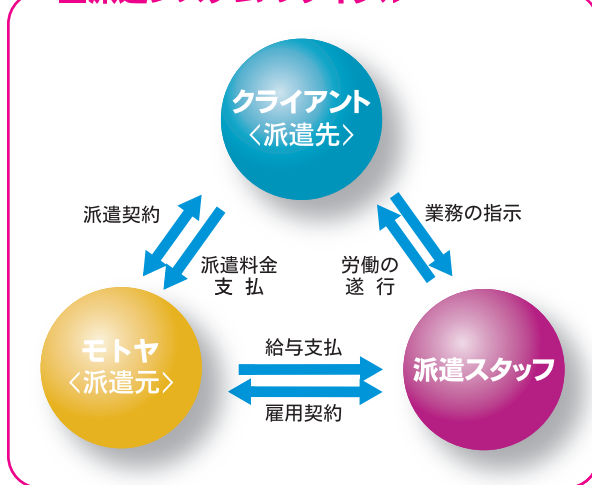 クライアント
〈派遣先〉
派遣契約
業務の指示
派遣料金
支 払
労働の
遂 行
モトヤ
〈派遣元〉
給与支払
派遣スタッフ
雇用契約